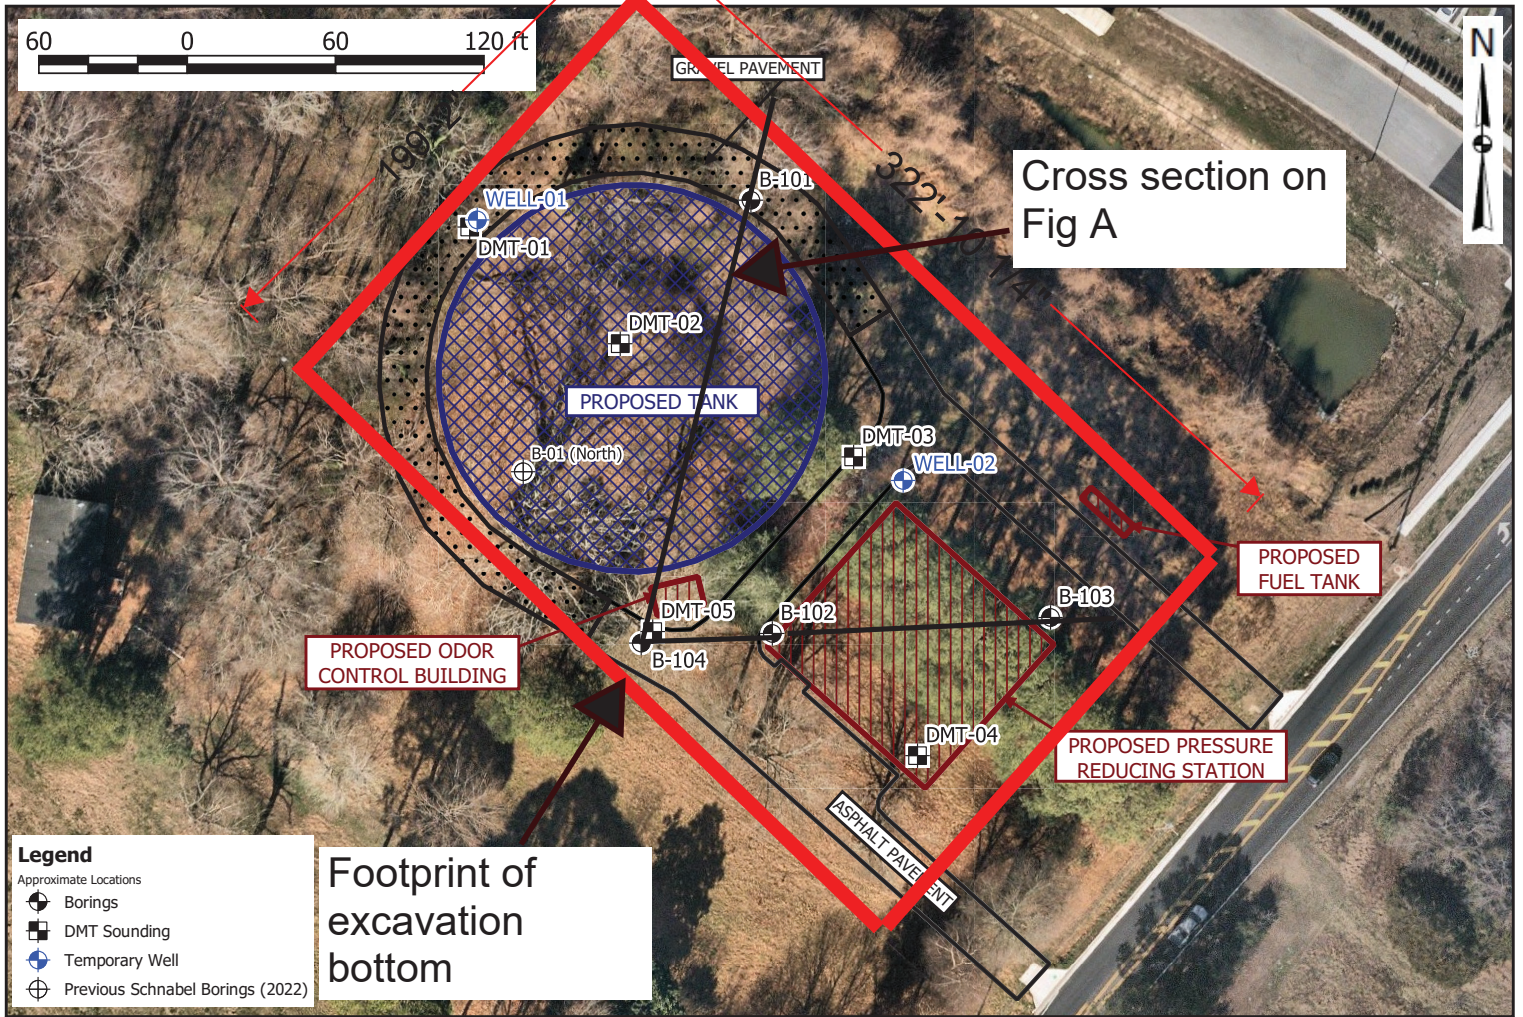 60 0 60 120 ft
N
GRAVEL PAVEMENT
B-101
Cross section on
Fig A
WELL-01
DMT-01
DMT-02
PROPOSED TANK
DMT-03
B-01 (North)
WELL-02
PROPOSED
FUEL TANK
B-103
DMT-05
B-102
B-104
PROPOSED ODOR
CONTROL BUILDING
DMT-04
PROPOSED PRESSURE
REDUCING STATION
ASPHALT PAVEMENT
Footprint of
excavation
bottom
Legend
Approximate Locations
Borings
DMT Sounding
Temporary Well
Previous Schnabel Borings (2022)